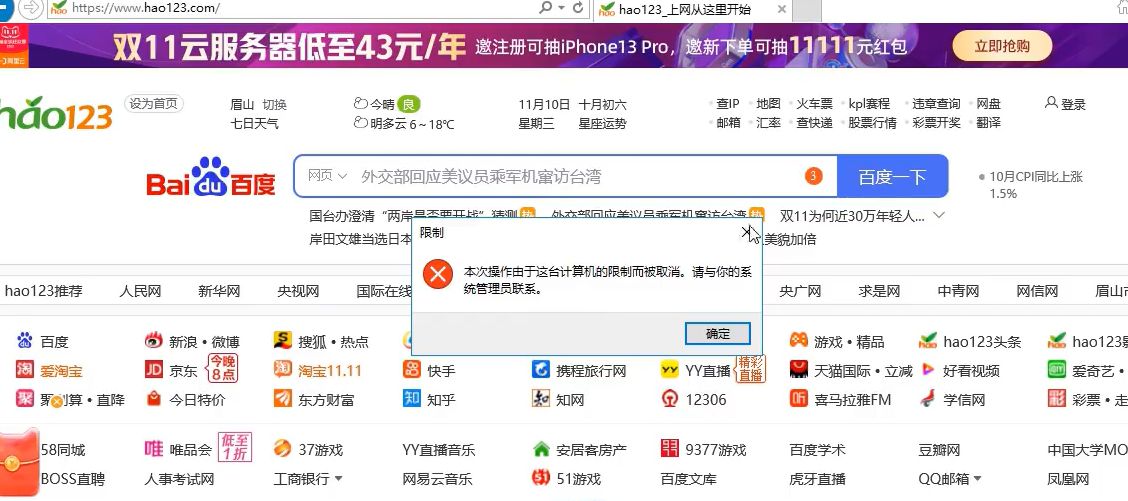 https://www.hao123.com/
hao123_上网从这里开始
双11云服务器低至43元/年 邀注册可抽iPhone13 Pro，邀新下单可抽11111元红包 立即抢购
阿里云
hao123 设为首页
眉山 切换 今晴 良 11月10日 十月初六 查IP 地图 火车票 kpl赛程 违章查询 网盘 登录
七日天气 明多云 6~18℃ 星期三 星座运势 邮箱 汇率 查快递 股票行情 彩票开奖 翻译
Baidu百度 网页 外交部回应美议员乘军机窜访台湾 3 百度一下 10月CPI同比上涨
1.5%
国台办澄清“两岸是否要开战”猜测 热 外交部回应美议员乘军机窜访台湾 热 双11为何近30万年轻人...
岸田文雄当选日本 美貌加倍
限制
本次操作由于这台计算机的限制而被取消。请与你的系
统管理员联系。
确定
hao123推荐 人民网 新华网 央视网 国际在线 央广网 求是网 中青网 网信网 眉山
百度 新浪·微博 搜狐·热点 游戏·精品 hao123头条 hao123
爱淘宝 京东 今晚8点 淘宝11.11 快手 携程旅行网 YY直播 精彩直播 天猫国际·立减 好看视频 爱奇艺·
聚划算·直降 今日特价 东方财富 知乎 知网 12306 喜马拉雅FM 学信网 彩票·走
58同城 唯品会 低至1折 37游戏 YY直播音乐 安居客房产 9377游戏 百度学术 豆瓣网 中国大学MO
BOSS直聘 人事考试网 工商银行 网易云音乐 51游戏 百度文库 虎牙直播 QQ邮箱 凤凰网